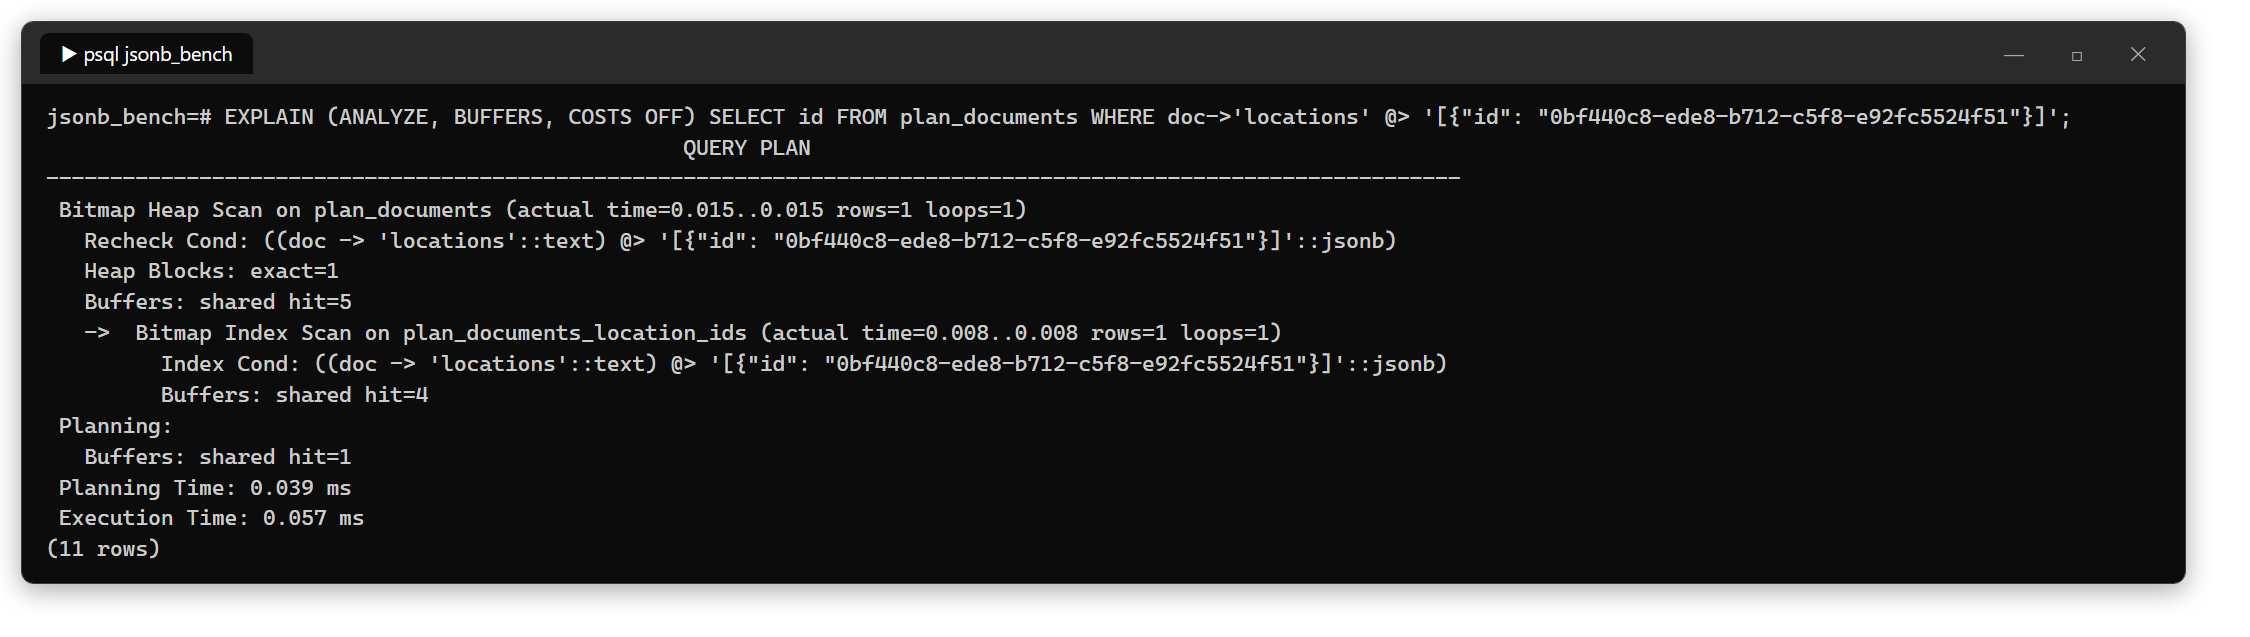 psql jsonb_bench
jsonb_bench=# EXPLAIN (ANALYZE, BUFFERS, COSTS OFF) SELECT id FROM plan_documents WHERE doc->'locations' @> '[{"id": "0bf440c8-ede8-b712-c5f8-e92fc5524f51"}]';
QUERY PLAN
---------------------------------------------------------------------------------------------------------------
Bitmap Heap Scan on plan_documents (actual time=0.015..0.015 rows=1 loops=1)
Recheck Cond: ((doc -> 'locations'::text) @> '[{"id": "0bf440c8-ede8-b712-c5f8-e92fc5524f51"}]'::jsonb)
Heap Blocks: exact=1
Buffers: shared hit=5
->  Bitmap Index Scan on plan_documents_location_ids (actual time=0.008..0.008 rows=1 loops=1)
Index Cond: ((doc -> 'locations'::text) @> '[{"id": "0bf440c8-ede8-b712-c5f8-e92fc5524f51"}]'::jsonb)
Buffers: shared hit=4
Planning:
Buffers: shared hit=1
Planning Time: 0.039 ms
Execution Time: 0.057 ms
(11 rows)